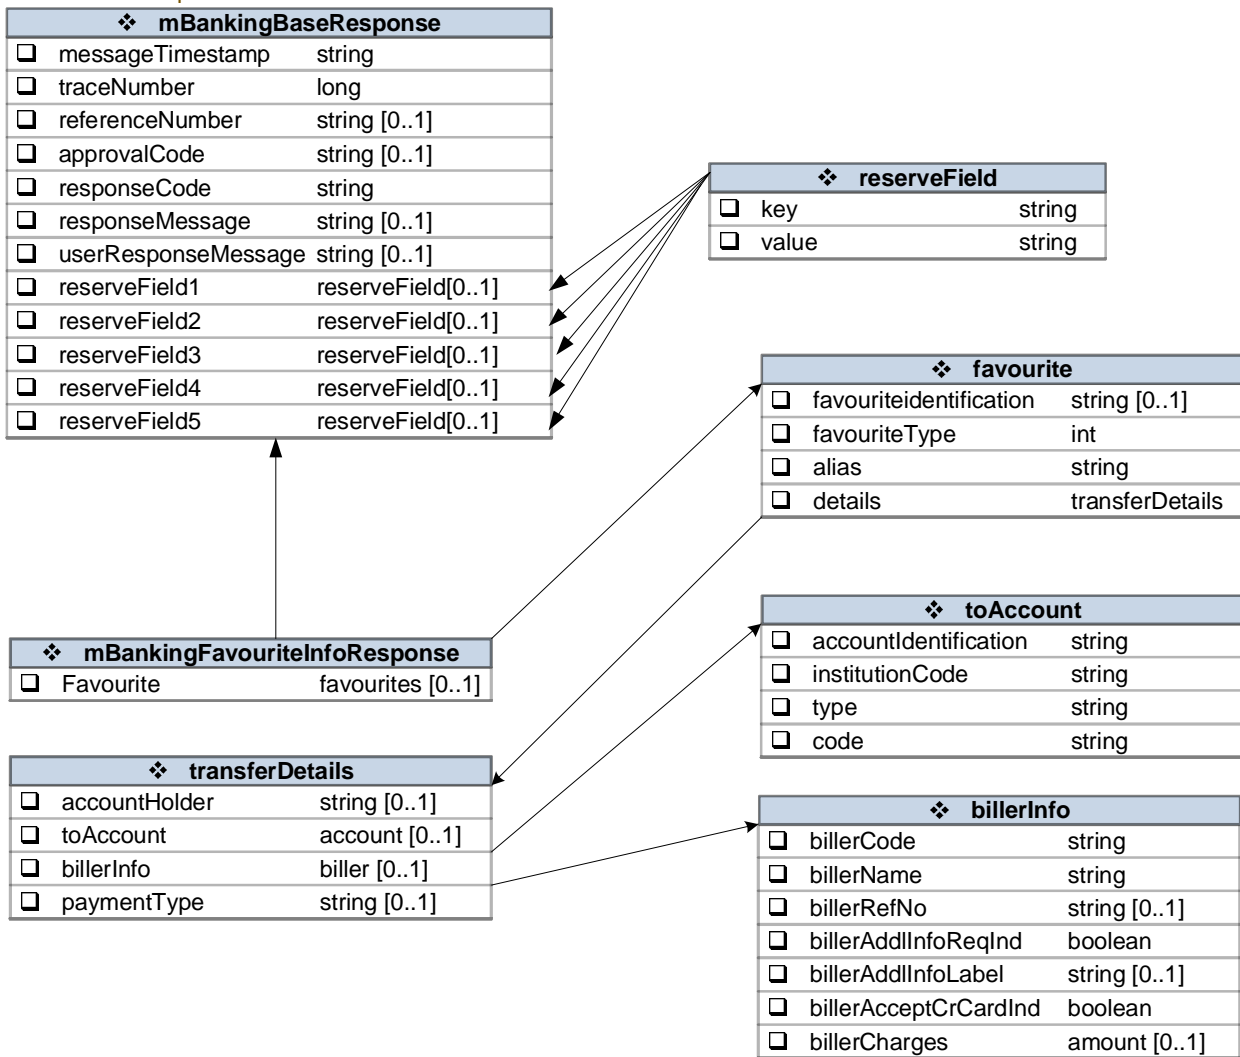 mBankingBaseResponse
messageTimestamp string
traceNumber long
referenceNumber string [0..1]
approvalCode string [0..1]
responseCode string
responseMessage string [0..1]
userResponseMessage string [0..1]
reserveField1 reserveField[0..1]
reserveField2 reserveField[0..1]
reserveField3 reserveField[0..1]
reserveField4 reserveField[0..1]
reserveField5 reserveField[0..1]
reserveField
key string
value string
favourite
favouriteidentification string [0..1]
favouriteType int
alias string
details transferDetails
mBankingFavouriteInfoResponse
Favourite favourites [0..1]
toAccount
accountIdentification string
institutionCode string
type string
code string
transferDetails
accountHolder string [0..1]
toAccount account [0..1]
billerInfo biller [0..1]
paymentType string [0..1]
billerInfo
billerCode string
billerName string
billerRefNo string [0..1]
billerAddlInfoReqInd boolean
billerAddlInfoLabel string [0..1]
billerAcceptCrCardInd boolean
billerCharges amount [0..1]